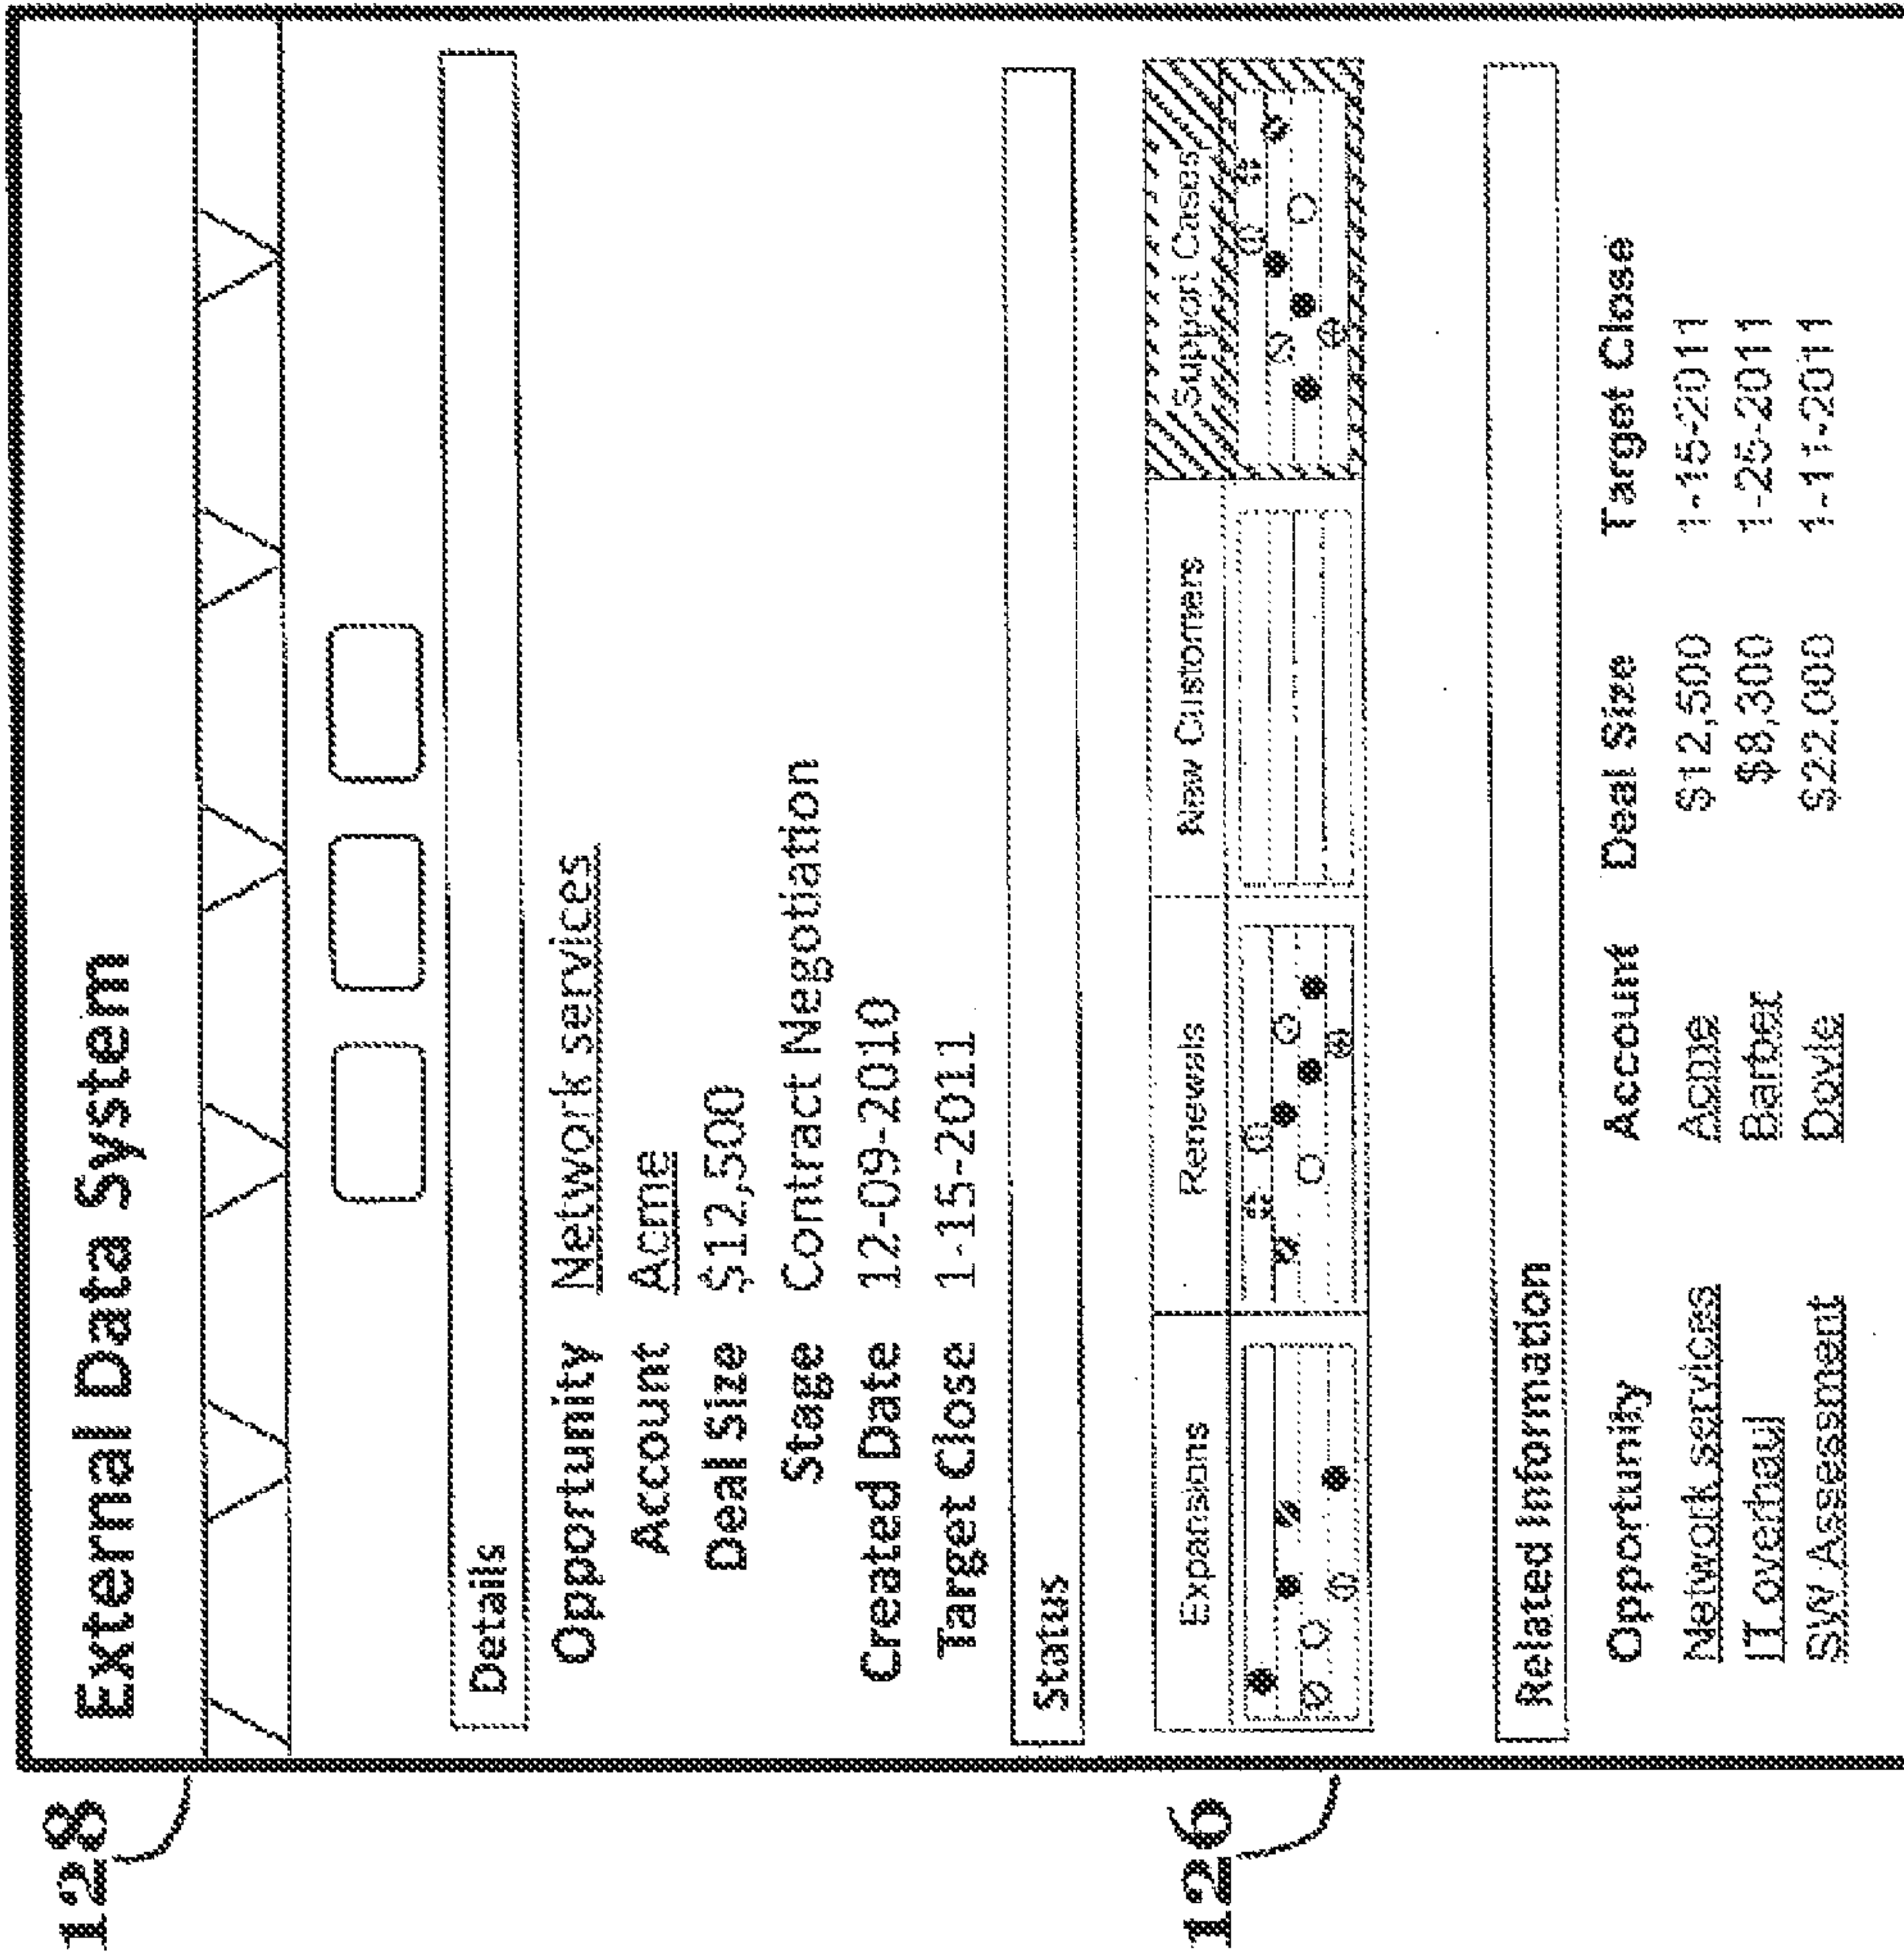 128
External Data System
Details
Opportunity Network services
Account Acme
Deal Size $12,500
Stage Contract Negotiation
Created Date 12-09-2010
Target Close 1-15-2011
Status
126
Expansions Renewals New Customers Support Cases
Related Information
Opportunity Account Deal Size Target Close
Network services Acme $12,500 1-15-2011
IT overhaul Barbex $8,300 1-25-2011
SW Assessment Doyle $22,000 1-11-2011